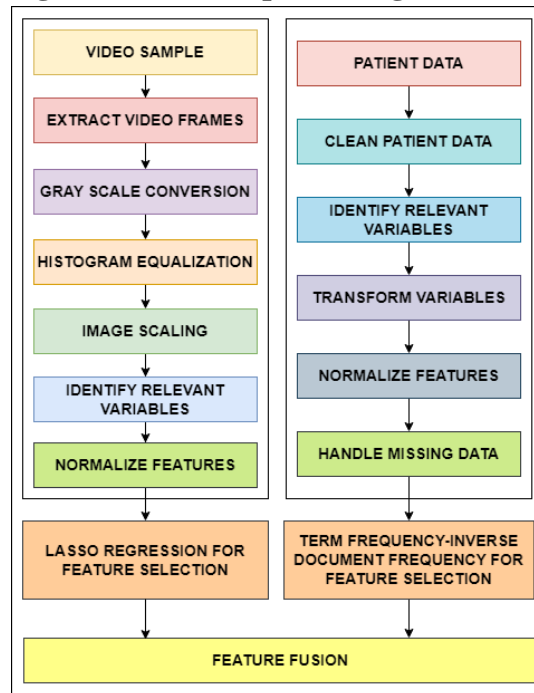 VIDEO SAMPLE
EXTRACT VIDEO FRAMES
GRAY SCALE CONVERSION
HISTOGRAM EQUALIZATION
IMAGE SCALING
IDENTIFY RELEVANT
VARIABLES
NORMALIZE FEATURES
LASSO REGRESSION FOR
FEATURE SELECTION
PATIENT DATA
CLEAN PATIENT DATA
IDENTIFY RELEVANT
VARIABLES
TRANSFORM VARIABLES
NORMALIZE FEATURES
HANDLE MISSING DATA
TERM FREQUENCY-INVERSE
DOCUMENT FREQUENCY FOR
FEATURE SELECTION
FEATURE FUSION